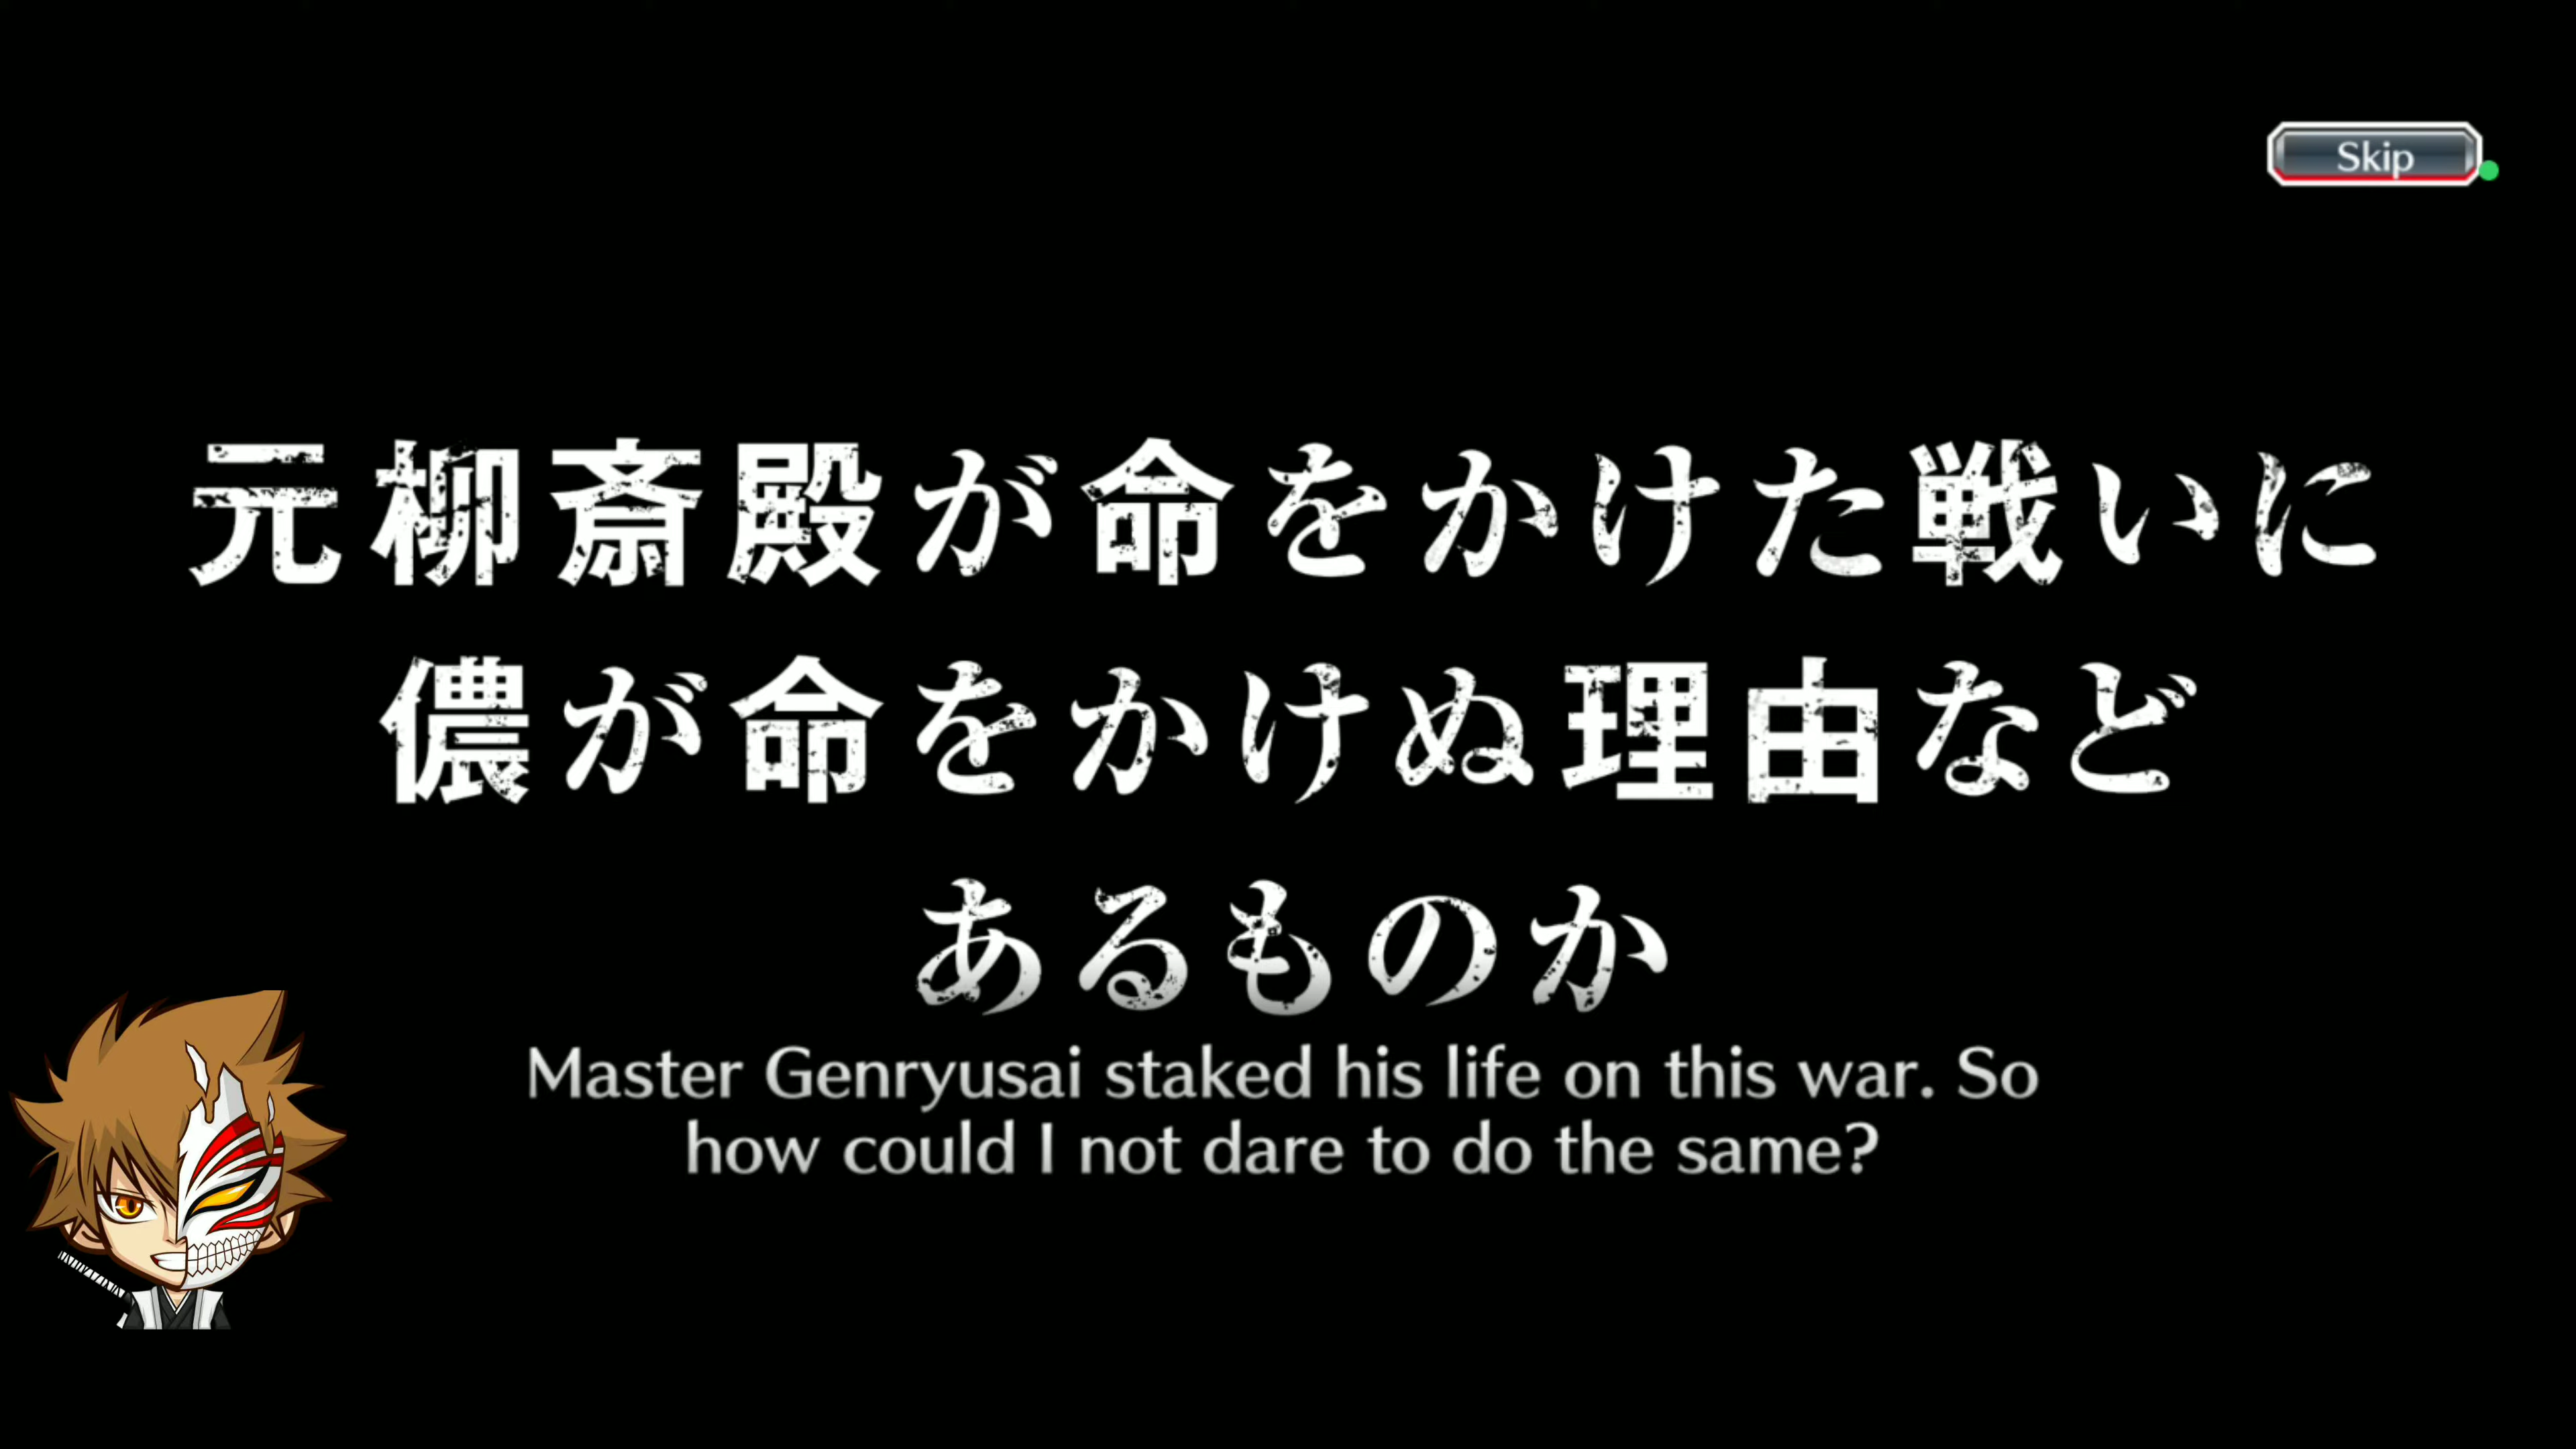 Skip
元柳斎殿が命をかけた戦いに
儂が命をかけぬ理由など
あるものか
Master Genryusai staked his life on this war. So
how could I not dare to do the same?